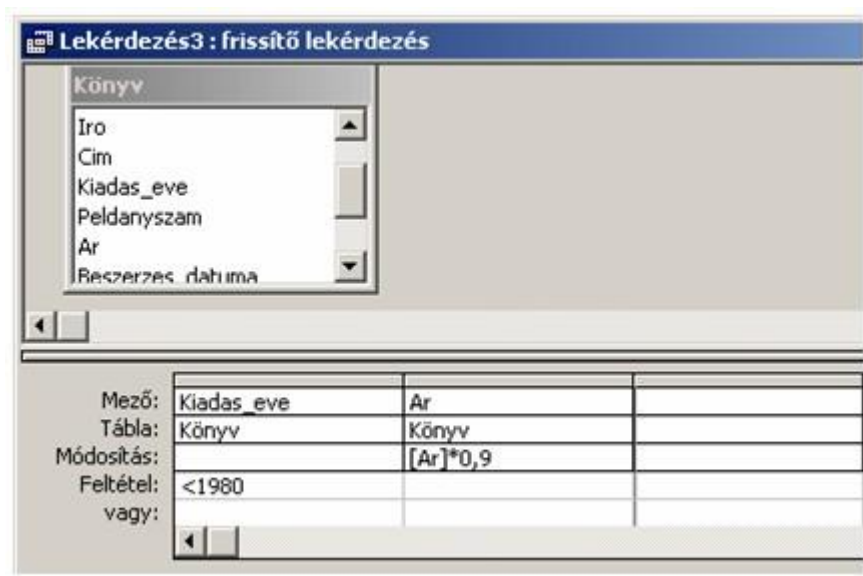 Lekérdezés3 : frissítő lekérdezés
Könyv
Iro
Cim
Kiadas_eve
Peldanyszam
Ar
Beszerzes_datuma
Mező: Kiadas_eve Ar
Tábla: Könyv Könyv
Módosítás: [Ar]*0,9
Feltétel: <1980
vagy: